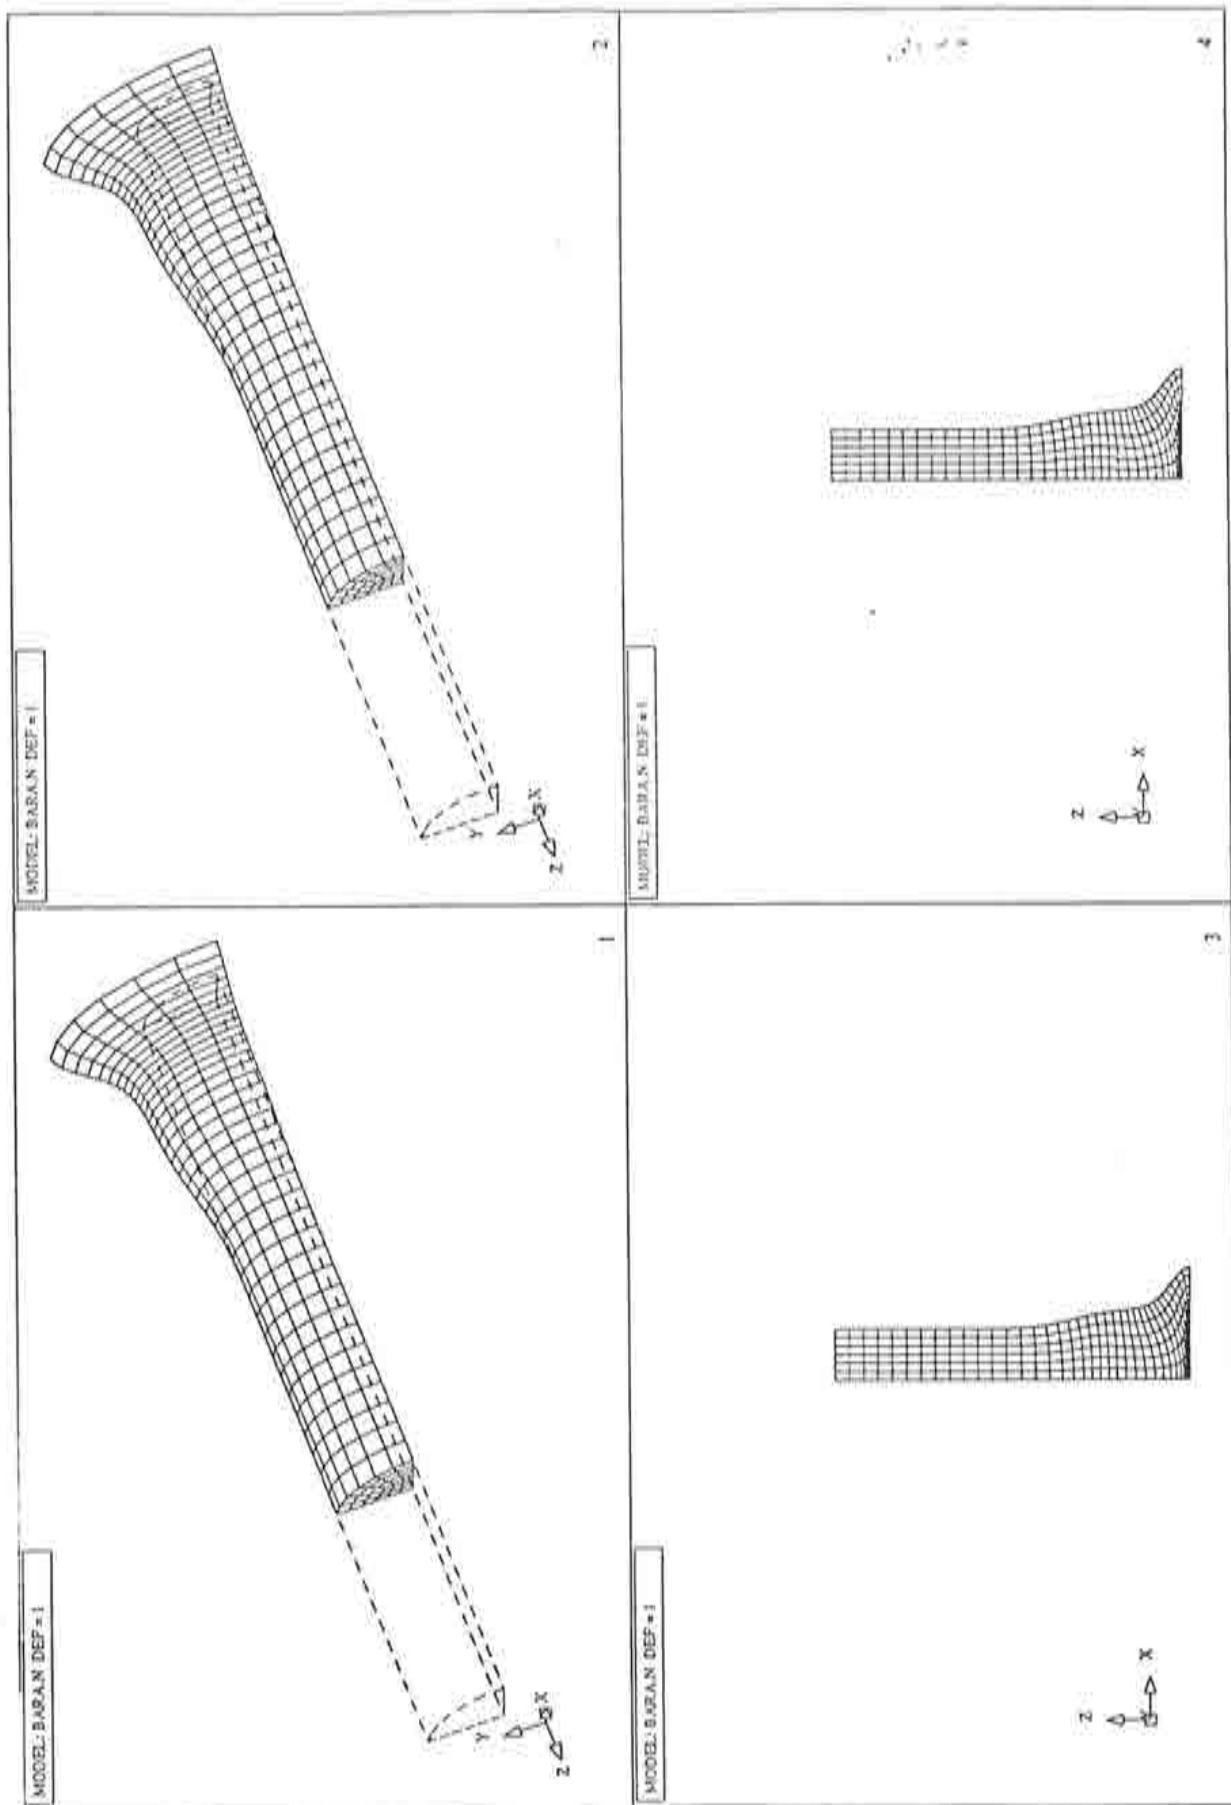 MODEL: BARAN DEF = 1
2
Y
X
Z
MODEL: BARAN DEF = 1
4
Z
X
MODEL: BARAN DEF = 1
1
Y
X
Z
MODEL: BARAN DEF = 1
3
Z
X